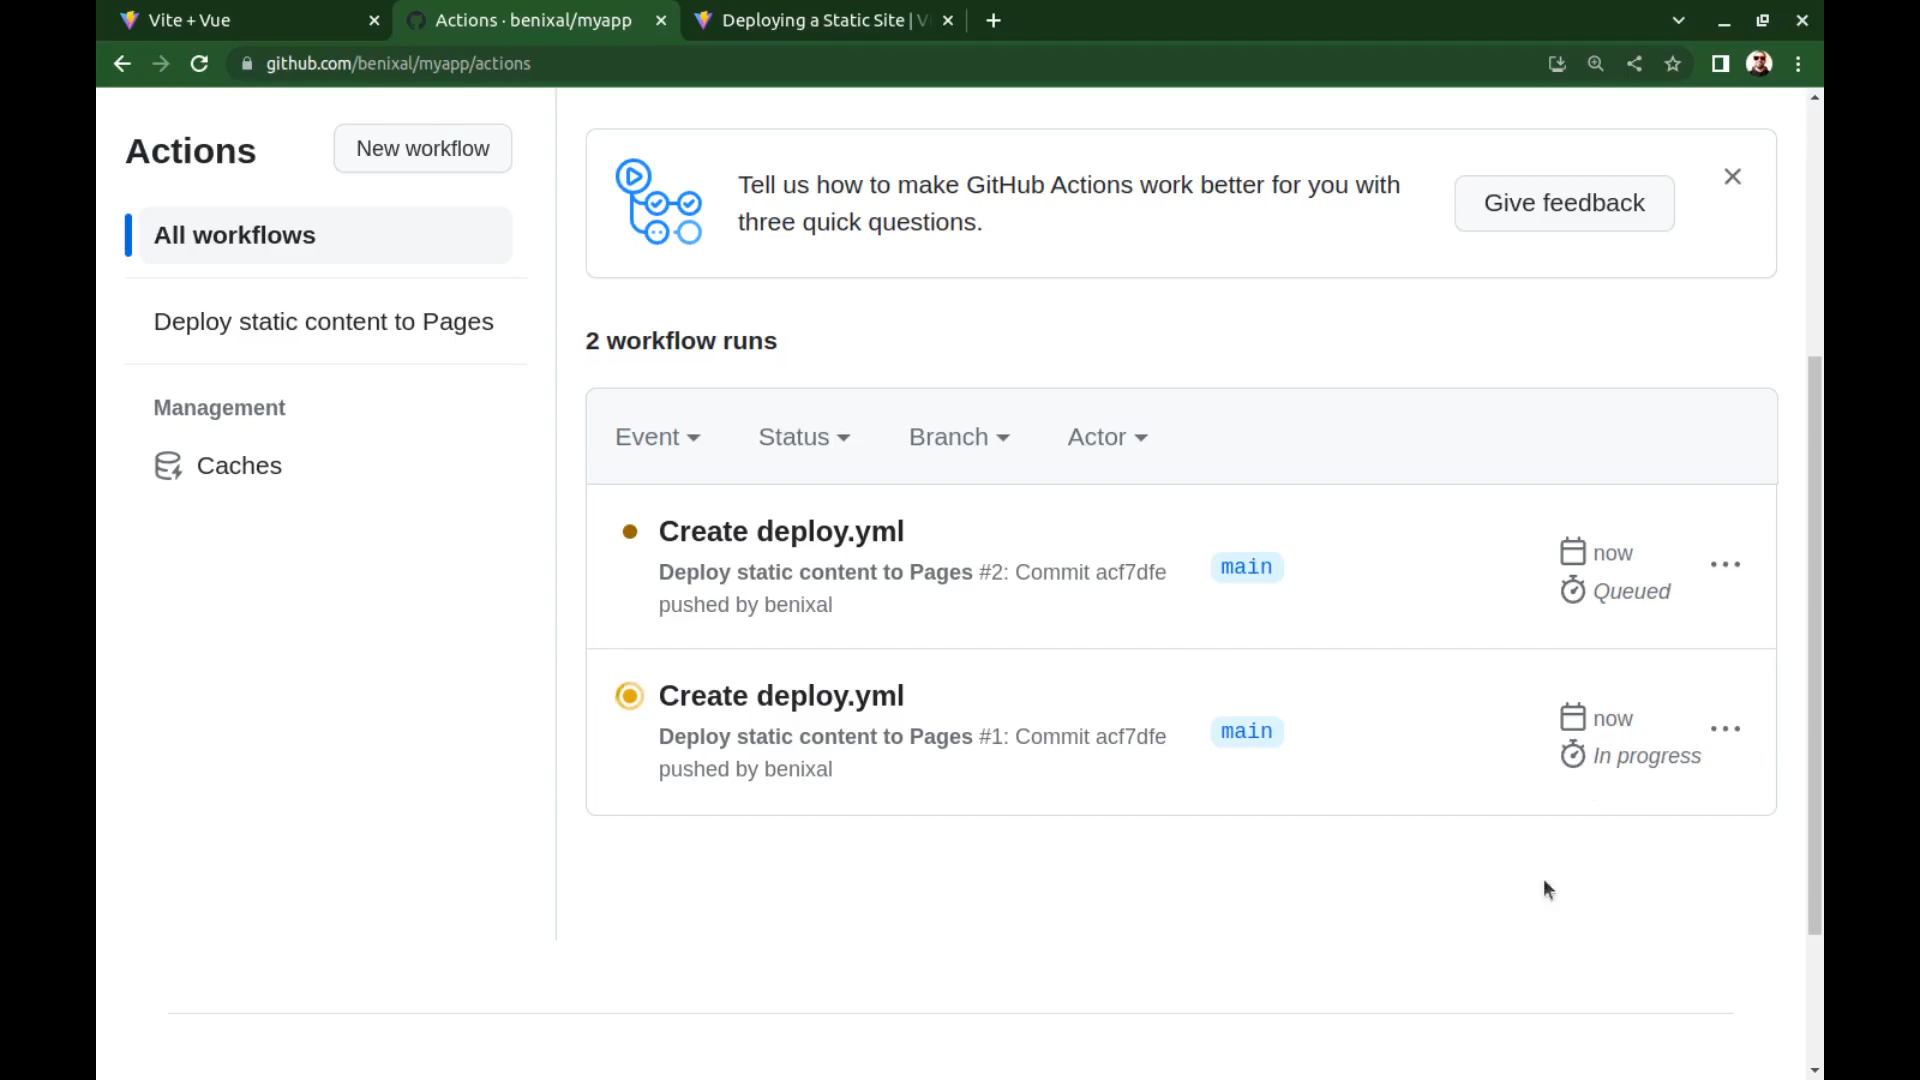 Vite + Vue
Actions · benixal/myapp
Deploying a Static Site | V
github.com/benixal/myapp/actions
Actions
New workflow
All workflows
Deploy static content to Pages
Management
Caches
Tell us how to make GitHub Actions work better for you with
three quick questions.
Give feedback
2 workflow runs
Event
Status
Branch
Actor
Create deploy.yml
Deploy static content to Pages #2: Commit acf7dfe
pushed by benixal
main
now
Queued
Create deploy.yml
Deploy static content to Pages #1: Commit acf7dfe
pushed by benixal
main
now
In progress